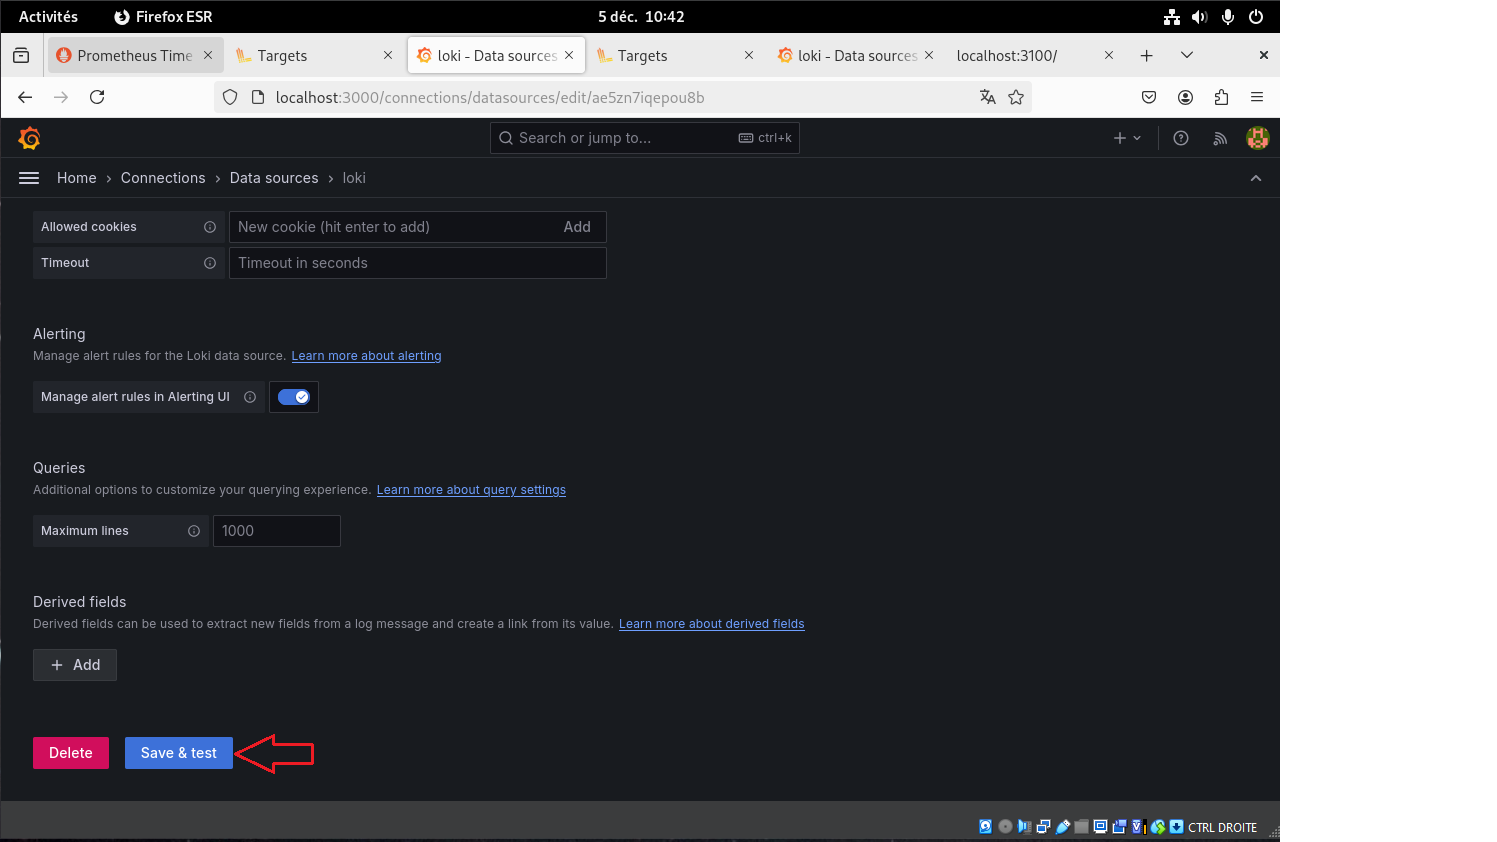 Activités Firefox ESR 5 déc. 10:42
Prometheus Time Targets loki - Data sources Targets loki - Data sources localhost:3100/
localhost:3000/connections/datasources/edit/ae5zn7iqepou8b
Search or jump to... ctrl+k
Home › Connections › Data sources › loki
Allowed cookies New cookie (hit enter to add) Add
Timeout Timeout in seconds
Alerting
Manage alert rules for the Loki data source. Learn more about alerting
Manage alert rules in Alerting UI
Queries
Additional options to customize your querying experience. Learn more about query settings
Maximum lines 1000
Derived fields
Derived fields can be used to extract new fields from a log message and create a link from its value. Learn more about derived fields
+ Add
Delete Save & test
CTRL DROITE